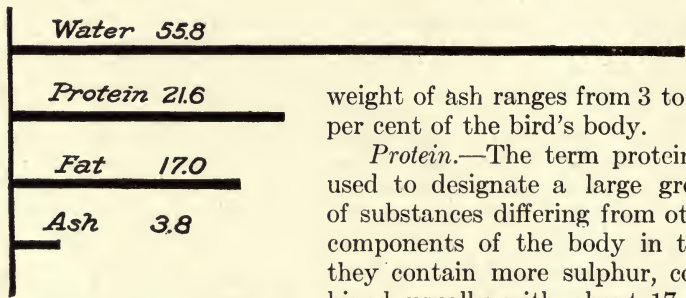 Water 55.8
Protein 21.6
Fat 17.0
Ash 3.8
weight of ash ranges from 3 to
per cent of the bird's body.
Protein.—The term protein
used to designate a large gro
of substances differing from ot
components of the body in t
they contain more sulphur, co